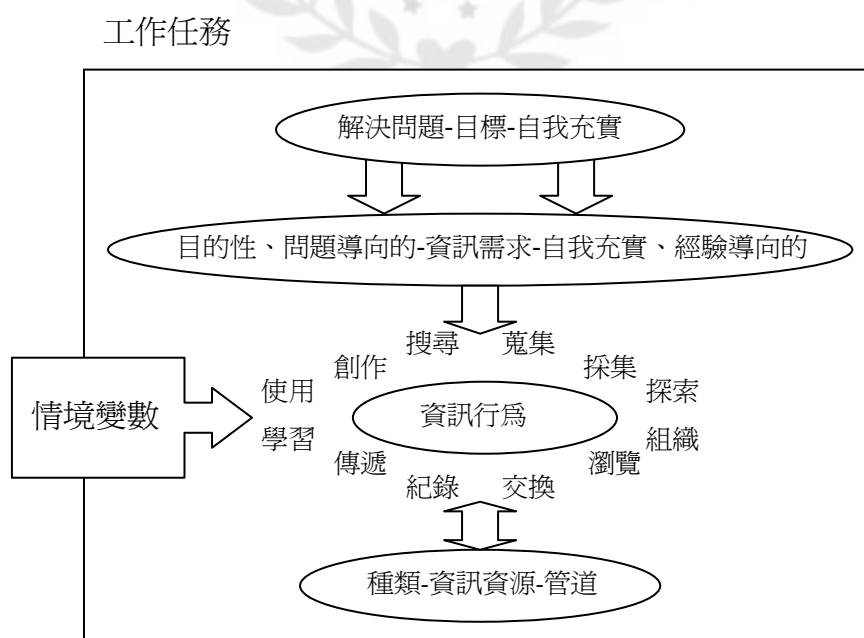 工作任務
解決問題-目標-自我充實
目的性、問題導向的-資訊需求-自我充實、經驗導向的
搜尋 蒐集
創作 採集
使用 探索
情境變數
資訊行爲
學習 組織
傳遞 瀏覽
紀錄 交換
種類-資訊資源-管道